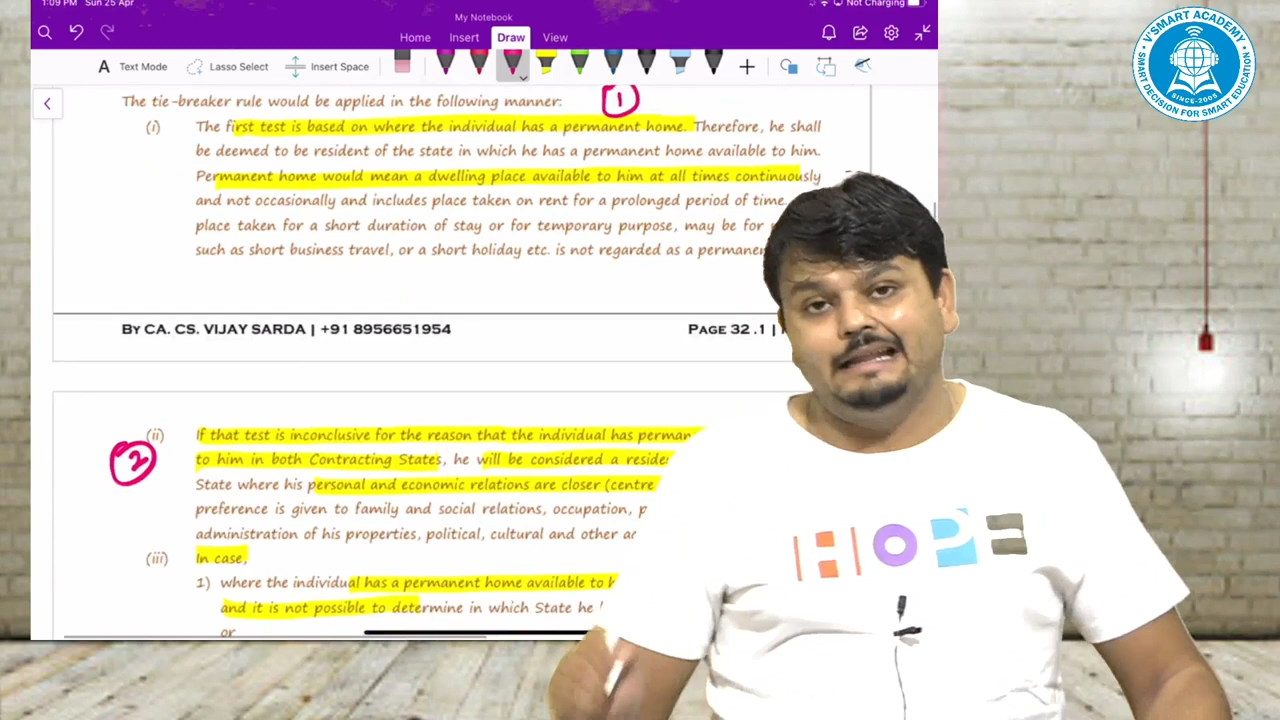 1:09 PM Sun 25 Apr
Not Charging
My Notebook
Home Insert Draw View
A Text Mode Lasso Select Insert Space
V'SMART ACADEMY
SINCE-2005
SMART DECISION FOR SMART EDUCATION
The tie-breaker rule would be applied in the following manner:
1
(i) The first test is based on where the individual has a permanent home. Therefore, he shall
be deemed to be resident of the state in which he has a permanent home available to him.
Permanent home would mean a dwelling place available to him at all times continuously
and not occasionally and includes place taken on rent for a prolonged period of time.
place taken for a short duration of stay or for temporary purpose, may be for
such as short business travel, or a short holiday etc. is not regarded as a
BY CA. CS. VIJAY SARDA | +91 8956651954 PAGE 32 .1 |
2
(ii) If that test is inconclusive for the reason that the individual has
to him in both Contracting States, he will be considered a
State where his personal and economic relations are closer (centre
preference is given to family and social relations, occupation,
administration of his properties, political, cultural and other
(iii) In case,
1) where the individual has a permanent home available to
and it is not possible to determine in which State he
or
HOPE